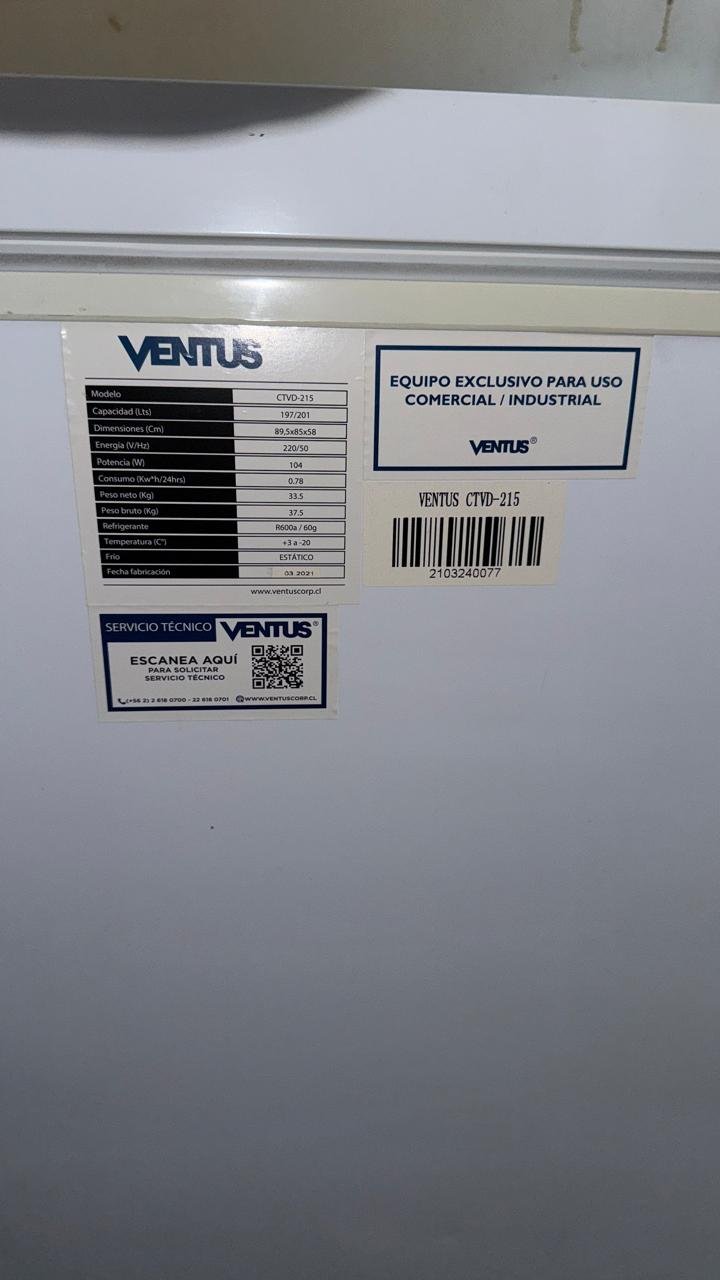 VENTUS
Modelo CTVD-215
Capacidad (Lts) 197/201
Dimensiones (Cm) 89,5x85x58
Energía (V/Hz) 220/50
Potencia (W) 104
Consumo (Kw*h/24hrs) 0.78
Peso neto (Kg) 33.5
Peso bruto (Kg) 37.5
Refrigerante R600a / 60g
Temperatura (C°) +3 a -20
Frío ESTÁTICO
Fecha fabricación 03.2021
www.ventuscorp.cl
EQUIPO EXCLUSIVO PARA USO
COMERCIAL / INDUSTRIAL
VENTUS®
VENTUS CTVD-215
2103240077
SERVICIO TÉCNICO VENTUS®
ESCANEA AQUÍ
PARA SOLICITAR
SERVICIO TÉCNICO
(+56 2) 2 618 0700 - 22 618 0701 WWW.VENTUSCORP.CL